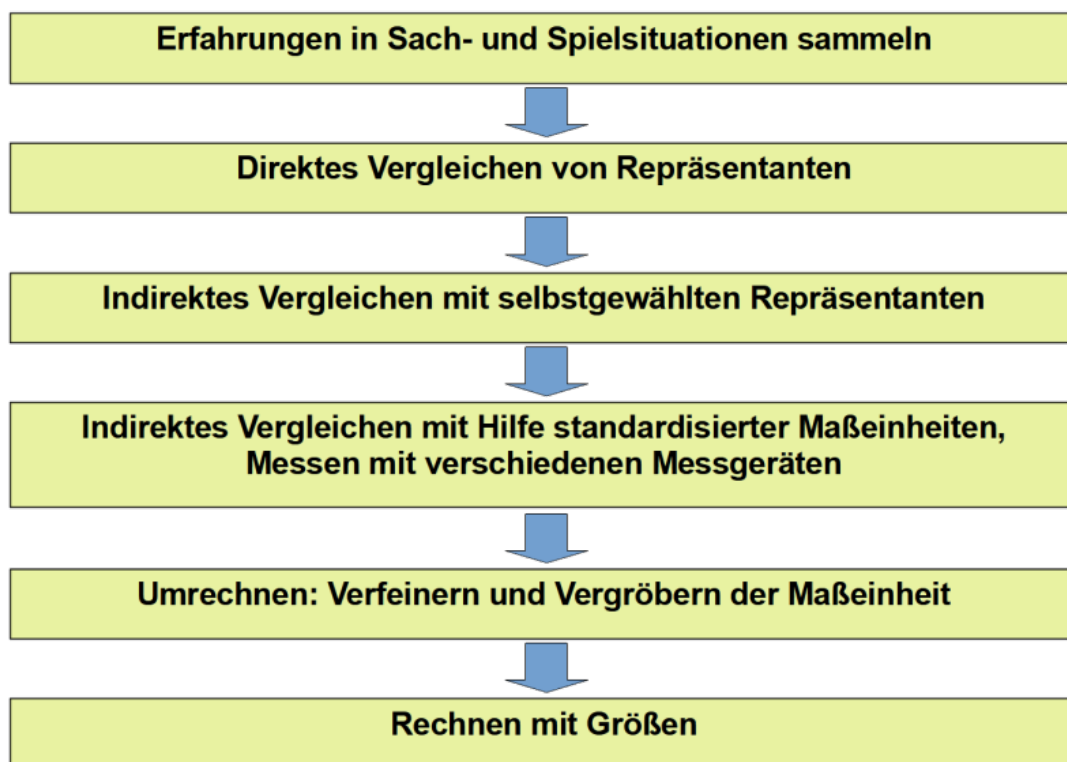 Erfahrungen in Sach- und Spielsituationen sammeln
Direktes Vergleichen von Repräsentanten
Indirektes Vergleichen mit selbstgewählten Repräsentanten
Indirektes Vergleichen mit Hilfe standardisierter Maßeinheiten,
Messen mit verschiedenen Messgeräten
Umrechnen: Verfeinern und Vergröbern der Maßeinheit
Rechnen mit Größen